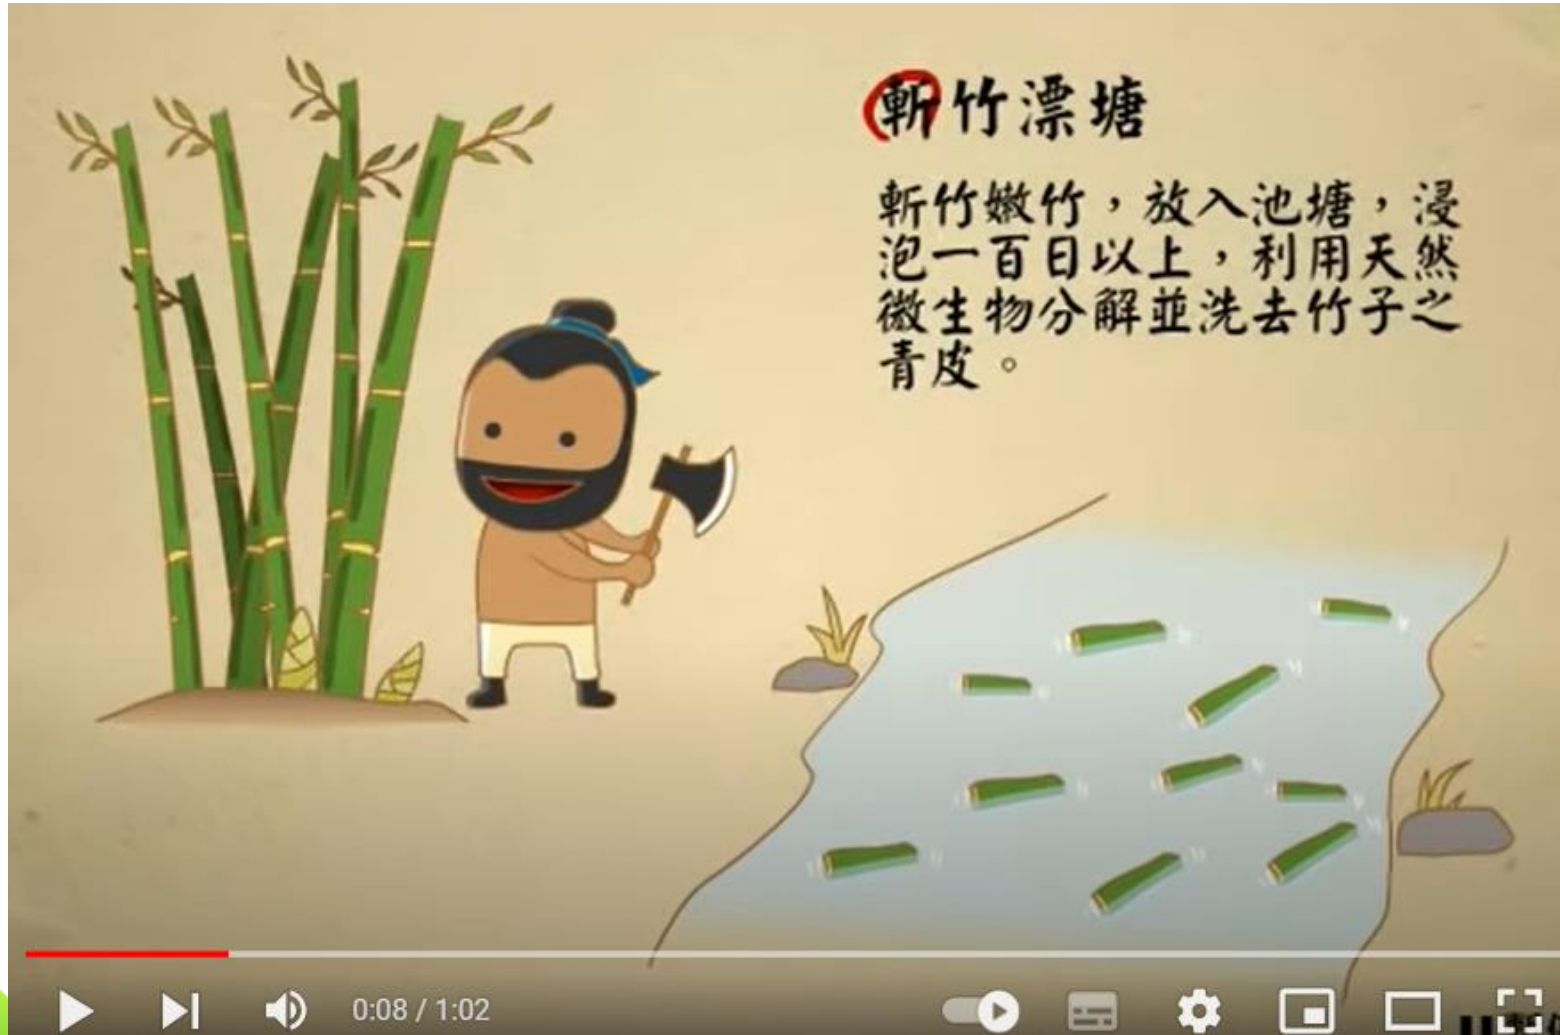 斬竹漂塘
斬竹嫩竹，放入池塘，浸
泡一百日以上，利用天然
微生物分解並洗去竹子之
青皮。
0:08 / 1:02